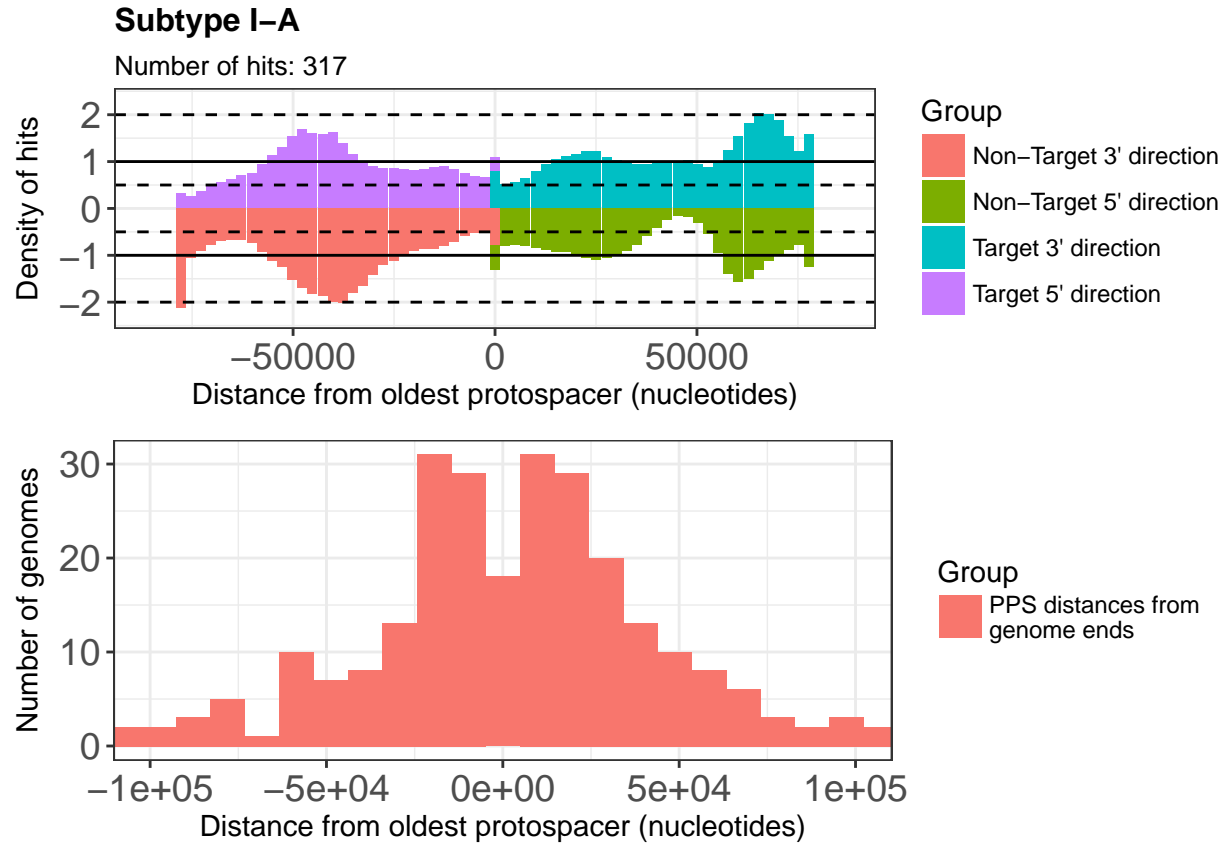 Subtype I−A
Number of hits: 317
Density of hits
2
1
0
−1
−2
−50000
0
50000
Distance from oldest protospacer (nucleotides)
Group
Non−Target 3' direction
Non−Target 5' direction
Target 3' direction
Target 5' direction
Number of genomes
30
20
10
0
−1e+05
−5e+04
0e+00
5e+04
1e+05
Distance from oldest protospacer (nucleotides)
Group
PPS distances from
genome ends